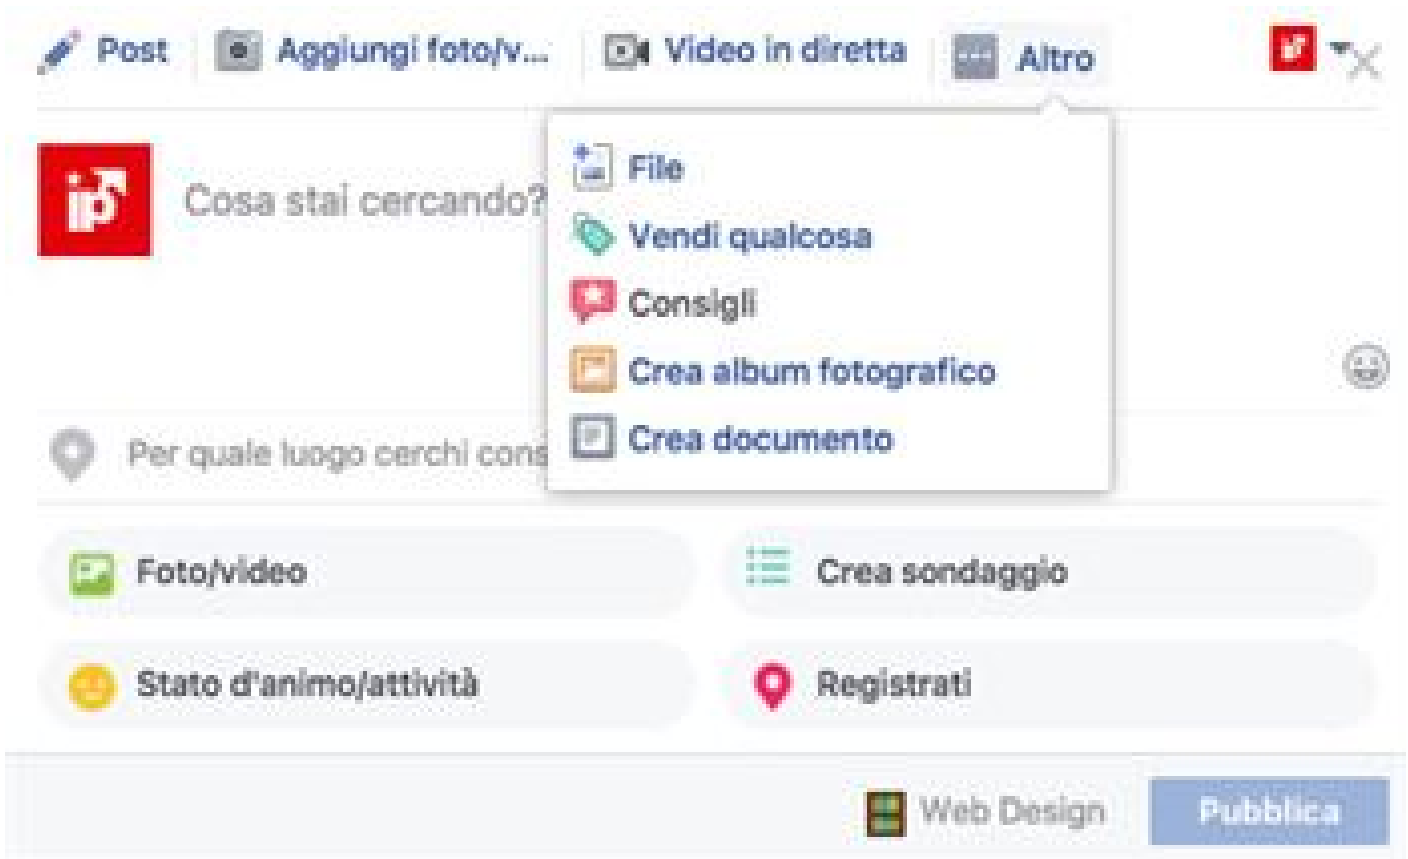 Post
Aggiungi foto/v...
Video in diretta
Altro
Cosa stai cercando?
File
Vendi qualcosa
Consigli
Crea album fotografico
Crea documento
Per quale luogo cerchi cons
Foto/video
Crea sondaggio
Stato d'animo/attività
Registrati
Web Design
Pubblica